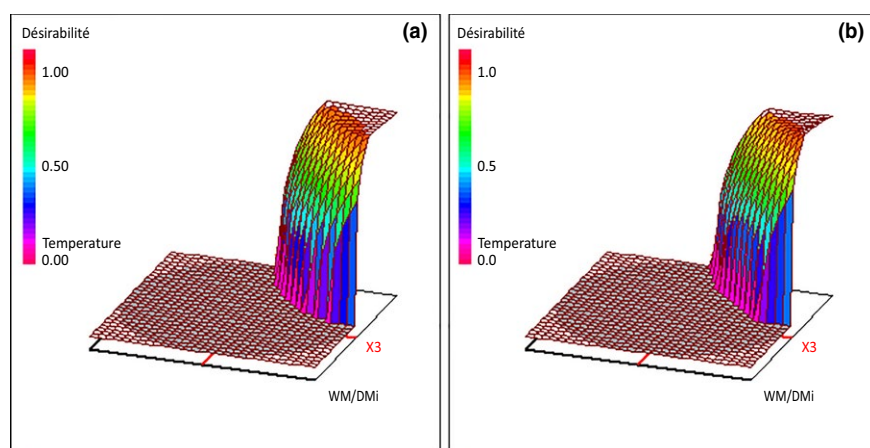 Désirabilité
(a)
1.00
0.50
Temperature
0.00
X3
WM/DMi
Désirabilité
(b)
1.0
0.5
Temperature
0.0
X3
WM/DMi